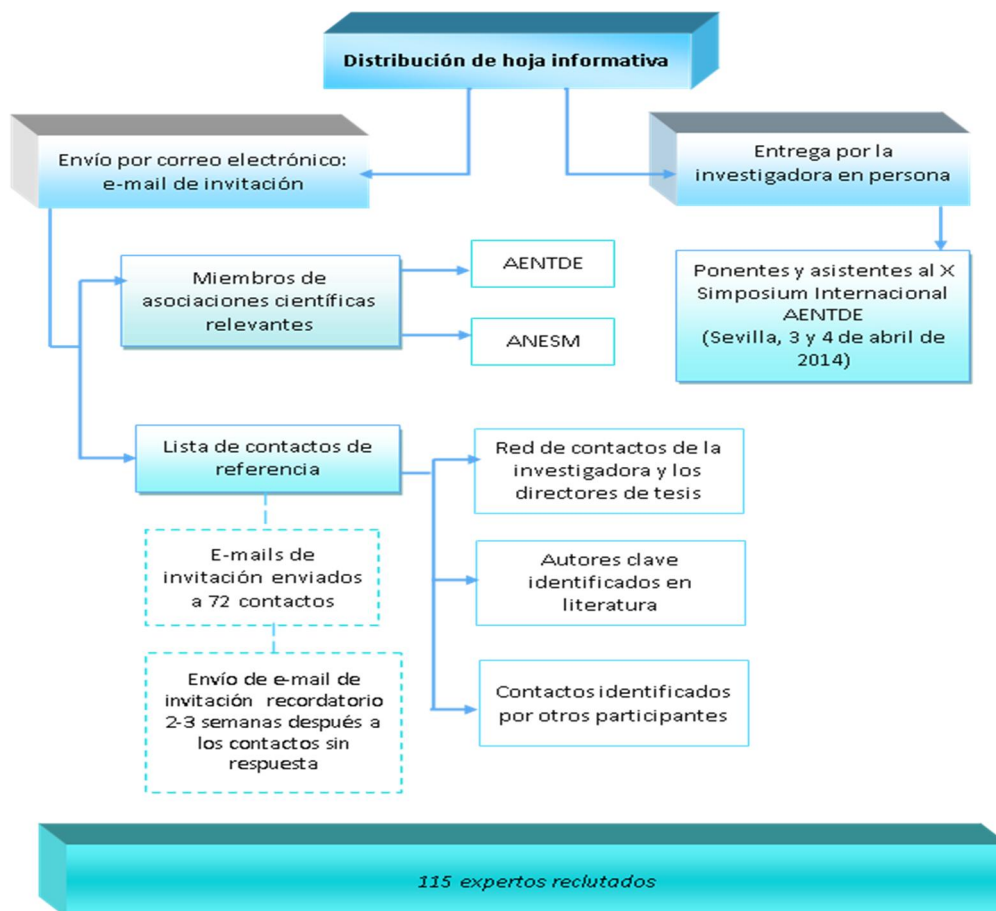 Distribución de hoja informativa
Envío por correo electrónico:
e-mail de invitación
Entrega por la
investigadora en persona
Miembros de
asociaciones científicas
relevantes
AENTDE
ANESM
Ponentes y asistentes al X
Simposium Internacional
AENTDE
(Sevilla, 3 y 4 de abril de
2014)
Lista de contactos de
referencia
Red de contactos de la
investigadora y los
directores de tesis
E-mails de
invitación enviados
a 72 contactos
Autores clave
identificados en
literatura
Envío de e-mail de
invitación recordatorio
2-3 semanas después a
los contactos sin
respuesta
Contactos identificados
por otros participantes
115 expertos reclutados